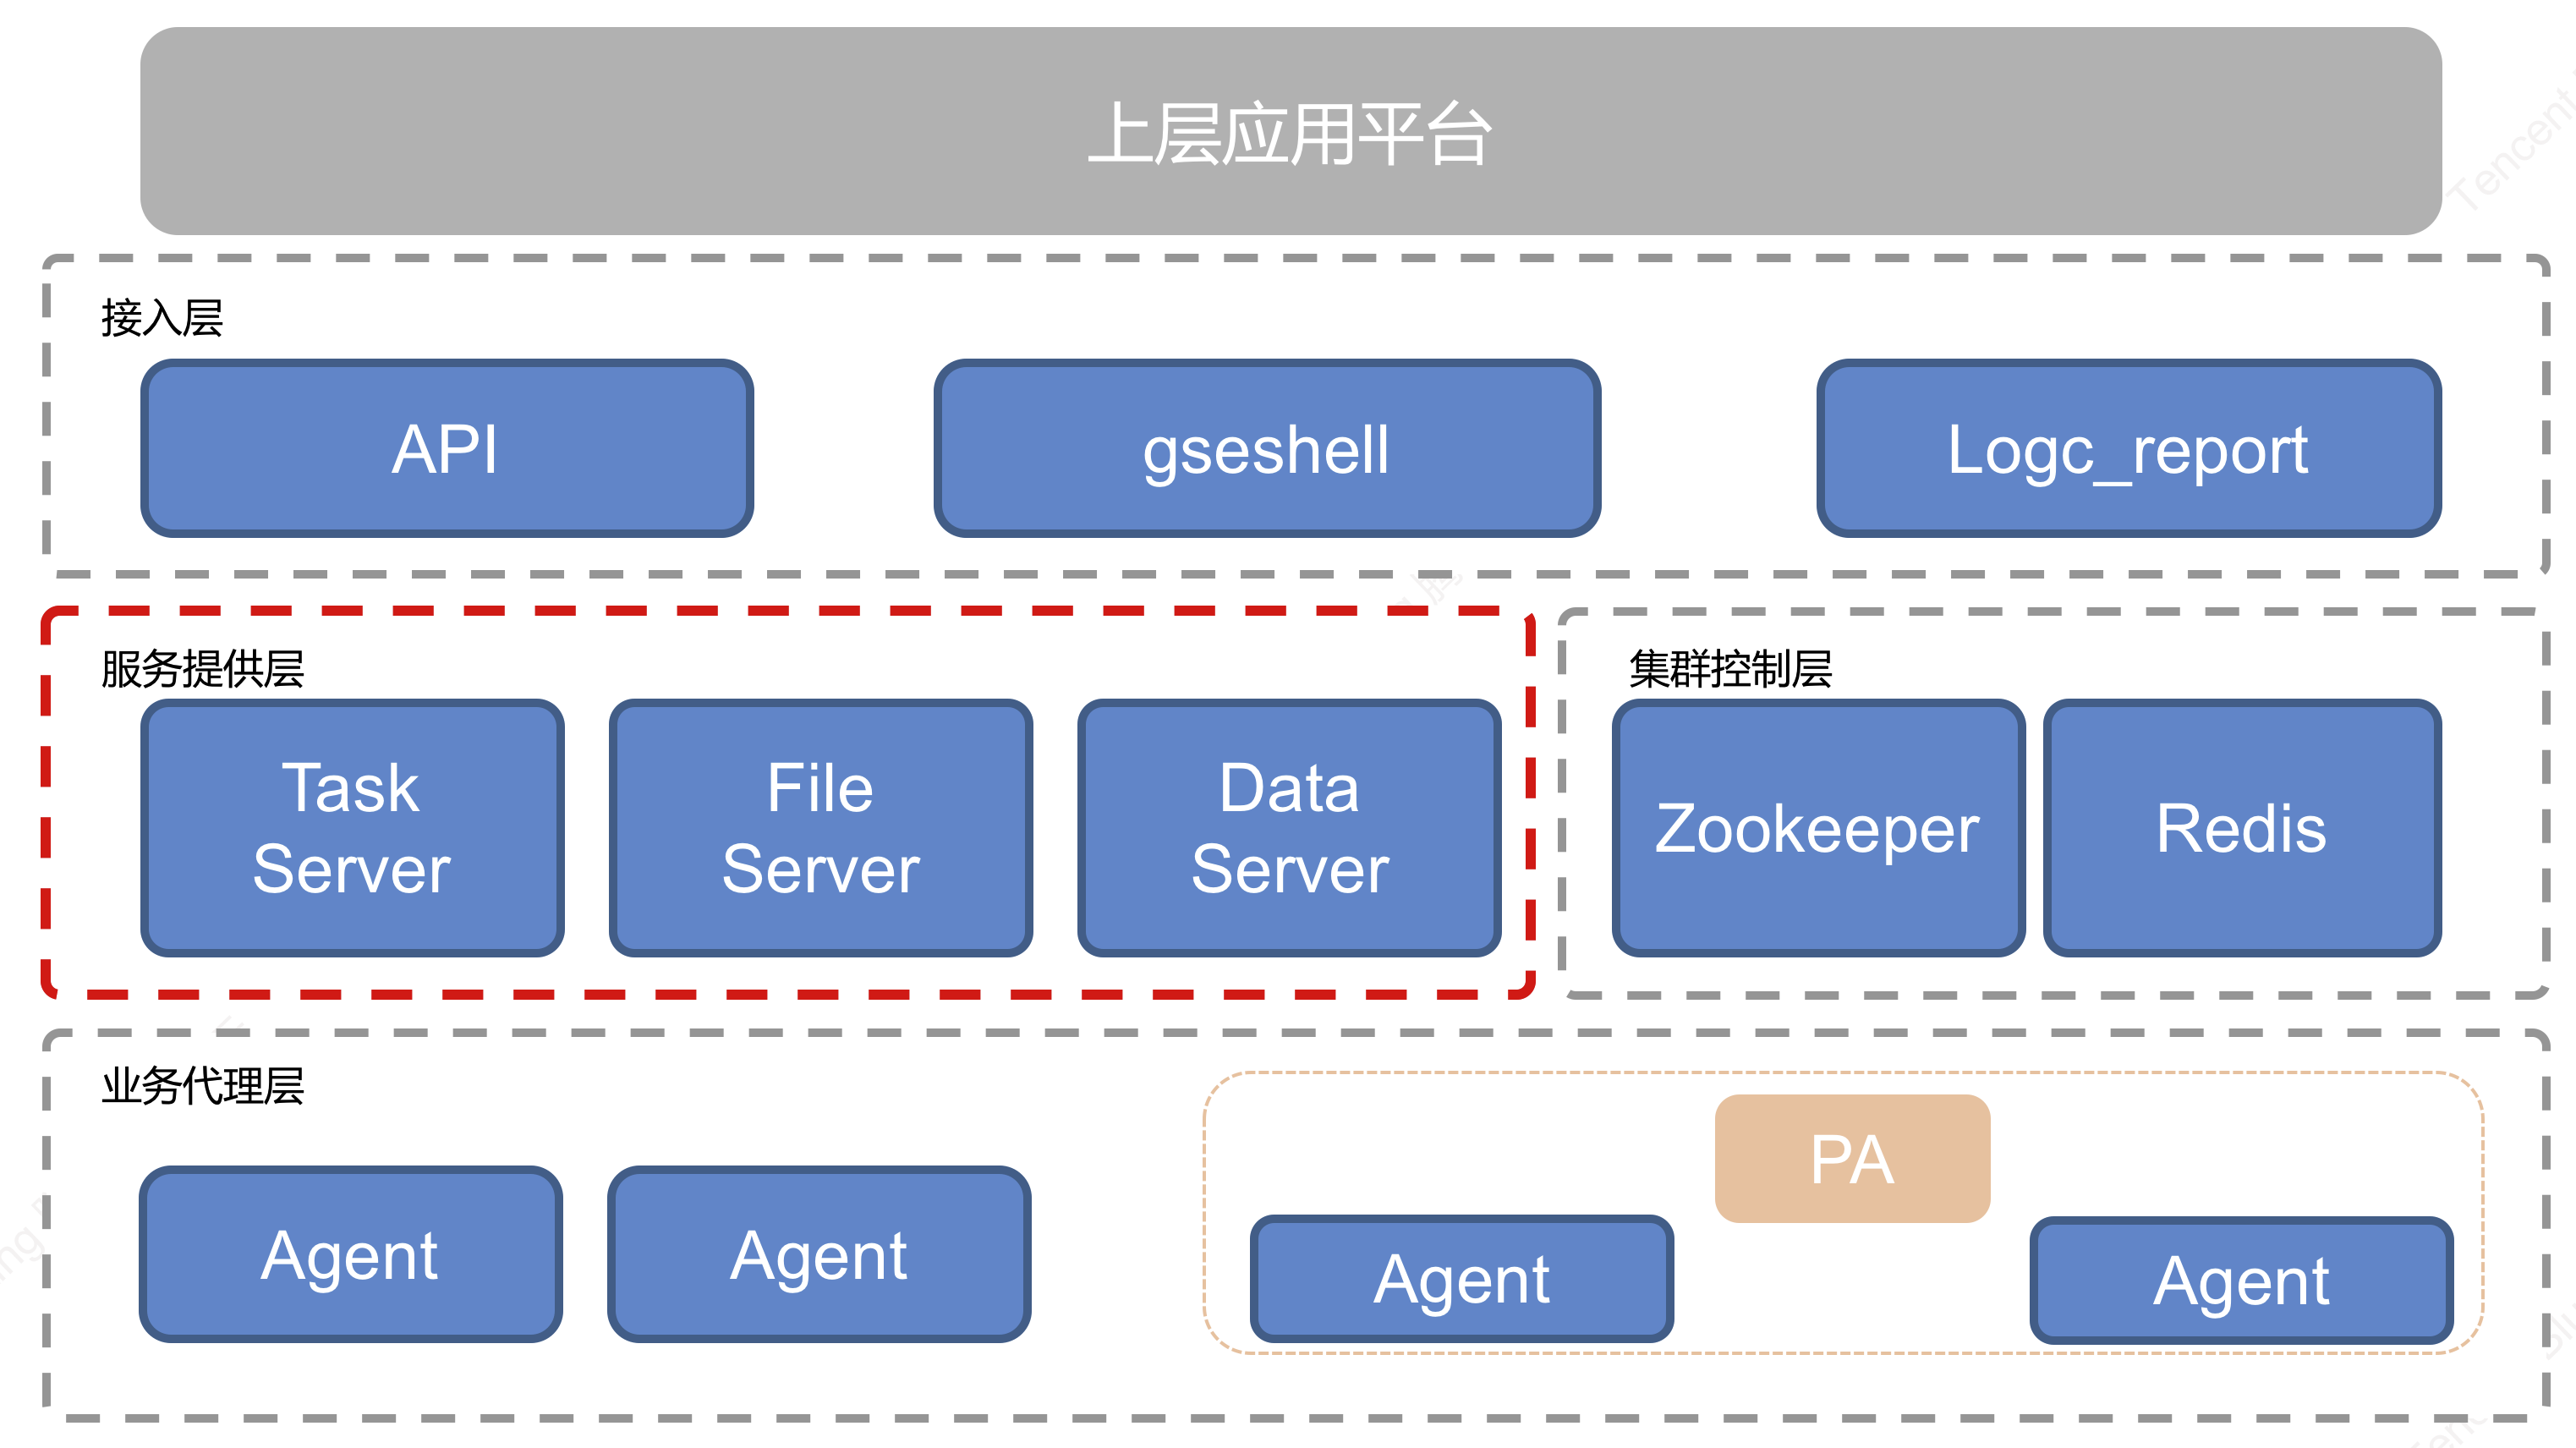 上层应用平台
接入层
API
gseshell
Logc_report
服务提供层
Task
Server
File
Server
Data
Server
集群控制层
Zookeeper
Redis
业务代理层
Agent
Agent
PA
Agent
Agent
Tencent